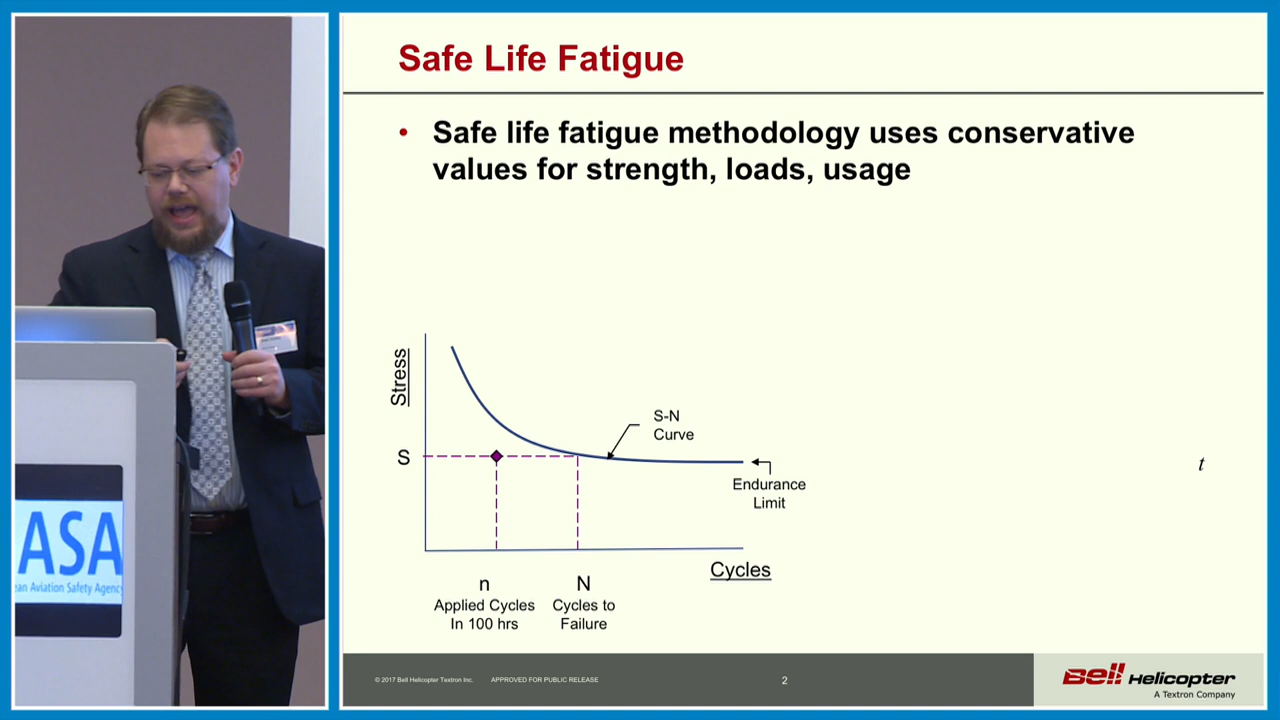 Safe Life Fatigue
• Safe life fatigue methodology uses conservative
values for strength, loads, usage
Stress
S-N
Curve
S
Endurance
Limit
t
Cycles
n
Applied Cycles
In 100 hrs
N
Cycles to
Failure
ASA
ean Aviation Safety Agency
© 2017 Bell Helicopter Textron Inc.
APPROVED FOR PUBLIC RELEASE
2
Bell Helicopter
A Textron Company